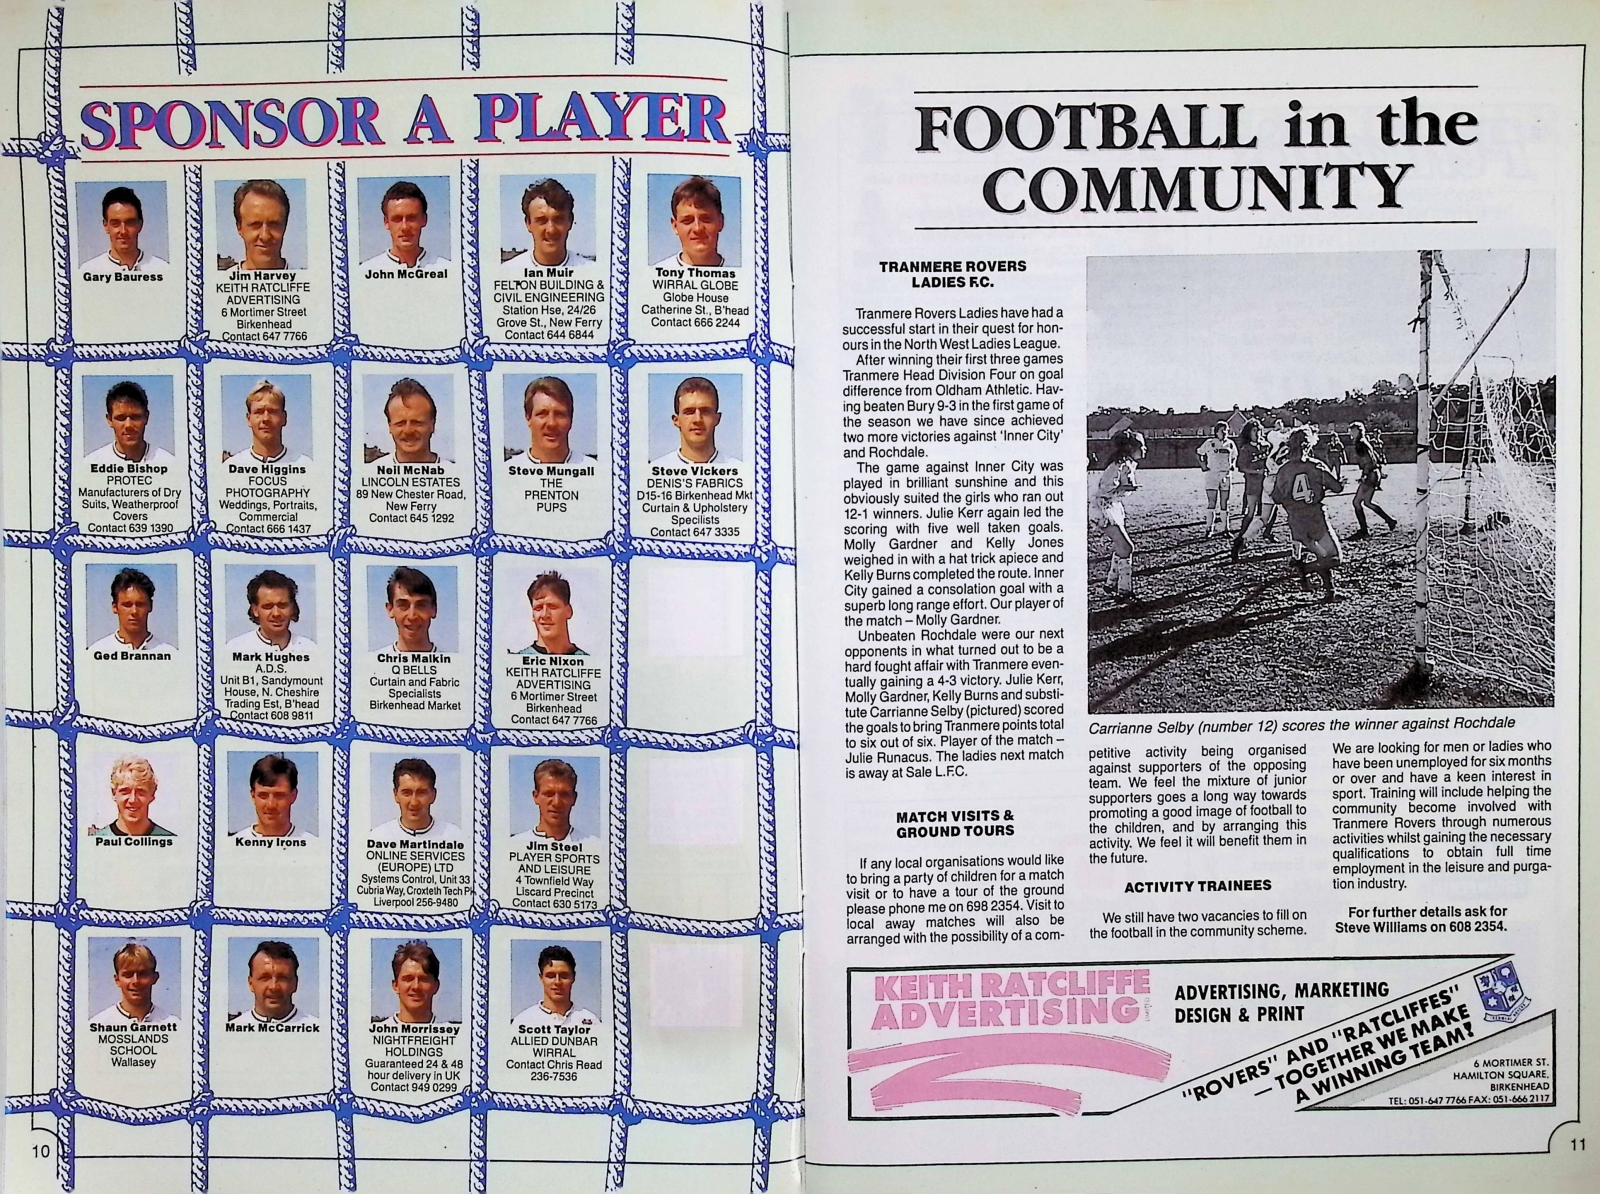 SPONSOR A PLAYER
Gary Bauress
Jim Harvey
KEITH RATCLIFFE
ADVERTISING
6 Mortimer Street
Birkenhead
Contact 647 7766
John McGreal
Ian Muir
FELTON BUILDING &
CIVIL ENGINEERING
Station Hse, 24/26
Grove St., New Ferry
Contact 644 6844
Tony Thomas
WIRRAL GLOBE
Globe House
Catherine St., B'head
Contact 666 2244
Eddie Bishop
PROTEC
Manufacturers of Dry
Suits, Weatherproof
Covers
Contact 639 1390
Dave Higgins
FOCUS
PHOTOGRAPHY
Weddings, Portraits,
Commercial
Contact 666 1437
Neil McNab
LINCOLN ESTATES
89 New Chester Road,
New Ferry
Contact 645 1292
Steve Mungall
THE
PRENTON
PUPS
Steve Vickers
DENIS'S FABRICS
D15-16 Birkenhead Mkt
Curtain & Upholstery
Specilists
Contact 647 3335
Ged Brannan
Mark Hughes
A.D.S.
Unit B1, Sandymount
House, N. Cheshire
Trading Est, B'head
Contact 608 9811
Chris Malkin
Q BELLS
Curtain and Fabric
Specialists
Birkenhead Market
Eric Nixon
KEITH RATCLIFFE
ADVERTISING
6 Mortimer Street
Birkenhead
Contact 647 7766
Paul Collings
Kenny Irons
Dave Martindale
ONLINE SERVICES
(EUROPE) LTD
Systems Control, Unit 33
Cubria Way, Croxteth Tech Pk
Liverpool 256-9480
Jim Steel
PLAYER SPORTS
AND LEISURE
4 Townfield Way
Liscard Precinct
Contact 630 5173
Shaun Garnett
MOSSLANDS
SCHOOL
Wallasey
Mark McCarrick
John Morrissey
NIGHTFREIGHT
HOLDINGS
Guaranteed 24 & 48
hour delivery in UK
Contact 949 0299
Scott Taylor
ALLIED DUNBAR
WIRRAL
Contact Chris Read
236-7536
10
FOOTBALL in the
COMMUNITY
TRANMERE ROVERS
LADIES F.C.
Tranmere Rovers Ladies have had a
successful start in their quest for hon-
ours in the North West Ladies League.
After winning their first three games
Tranmere Head Division Four on goal
difference from Oldham Athletic. Hav-
ing beaten Bury 9-3 in the first game of
the season we have since achieved
two more victories against 'Inner City'
and Rochdale.
The game against Inner City was
played in brilliant sunshine and this
obviously suited the girls who ran out
12-1 winners. Julie Kerr again led the
scoring with five well taken goals.
Molly Gardner and Kelly Jones
weighed in with a hat trick apiece and
Kelly Burns completed the route. Inner
City gained a consolation goal with a
superb long range effort. Our player of
the match – Molly Gardner.
Unbeaten Rochdale were our next
opponents in what turned out to be a
hard fought affair with Tranmere even-
tually gaining a 4-3 victory. Julie Kerr,
Molly Gardner, Kelly Burns and substi-
tute Carrianne Selby (pictured) scored
the goals to bring Tranmere points total
to six out of six. Player of the match –
Julie Runacus. The ladies next match
is away at Sale L.F.C.
MATCH VISITS &
GROUND TOURS
If any local organisations would like
to bring a party of children for a match
visit or to have a tour of the ground
please phone me on 698 2354. Visit to
local away matches will also be
arranged with the possibility of a com-
4
Carrianne Selby (number 12) scores the winner against Rochdale
petitive activity being organised
against supporters of the opposing
team. We feel the mixture of junior
supporters goes a long way towards
promoting a good image of football to
the children, and by arranging this
activity. We feel it will benefit them in
the future.
ACTIVITY TRAINEES
We still have two vacancies to fill on
the football in the community scheme.
We are looking for men or ladies who
have been unemployed for six months
or over and have a keen interest in
sport. Training will include helping the
community become involved with
Tranmere Rovers through numerous
activities whilst gaining the necessary
qualifications to obtain full time
employment in the leisure and purga-
tion industry.
For further details ask for
Steve Williams on 608 2354.
KEITH RATCLIFFE
ADVERTISING
ADVERTISING, MARKETING
DESIGN & PRINT
"ROVERS" AND "RATCLIFFES"
— TOGETHER WE MAKE
A WINNING TEAM!
6 MORTIMER ST.
HAMILTON SQUARE,
BIRKENHEAD
TEL: 051-647 7766 FAX: 051-666 2117
11